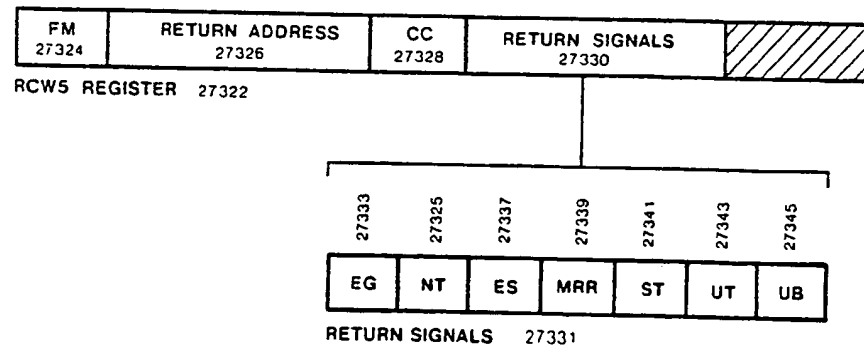 FM RETURN ADDRESS CC RETURN SIGNALS
27324 27326 27328 27330
RCW5 REGISTER 27322
27333 27325 27337 27339 27341 27343 27345
EG NT ES MRR ST UT UB
RETURN SIGNALS 27331